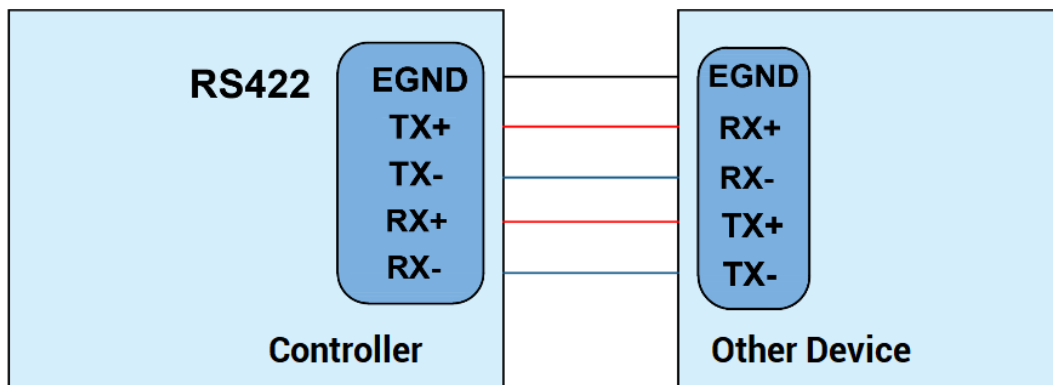 RS422
EGND
TX+
TX-
RX+
RX-
Controller
EGND
RX+
RX-
TX+
TX-
Other Device